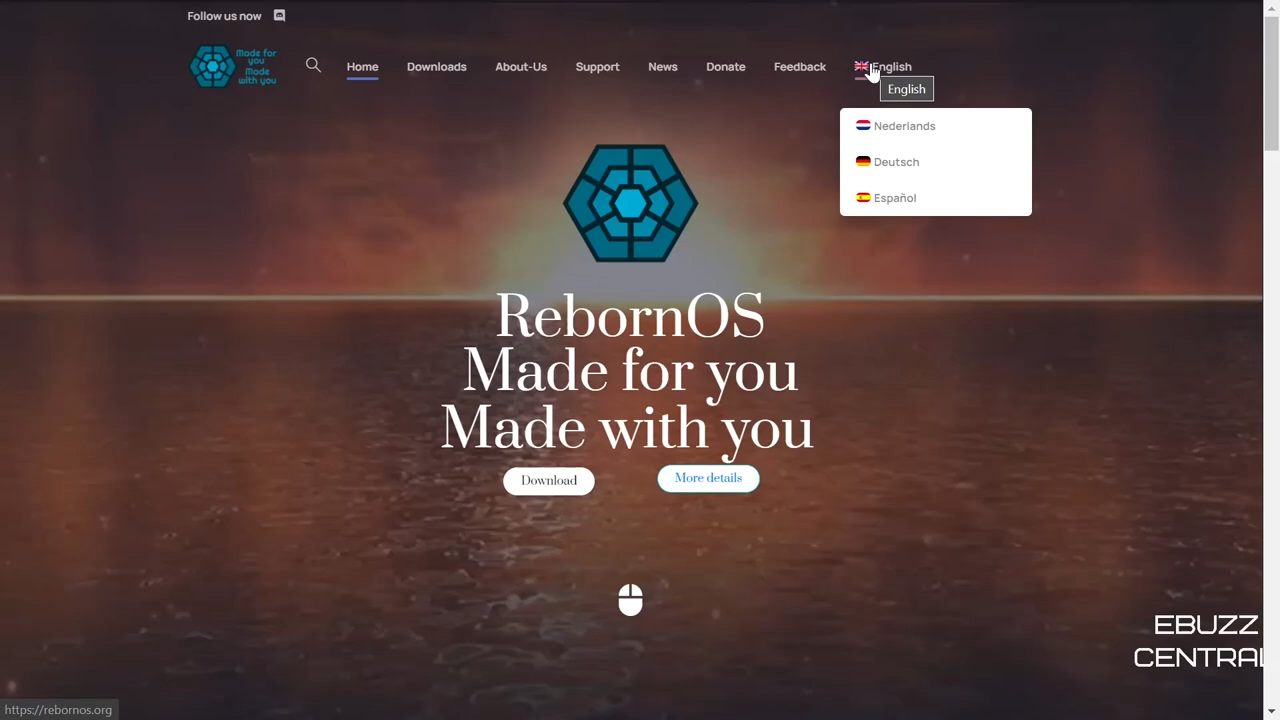 Follow us now
Made for
you
Made
with you
Home
Downloads
About-Us
Support
News
Donate
Feedback
English
English
Nederlands
Deutsch
Español
RebornOS
Made for you
Made with you
Download
More details
EBUZZ
CENTRAL
https://rebornos.org